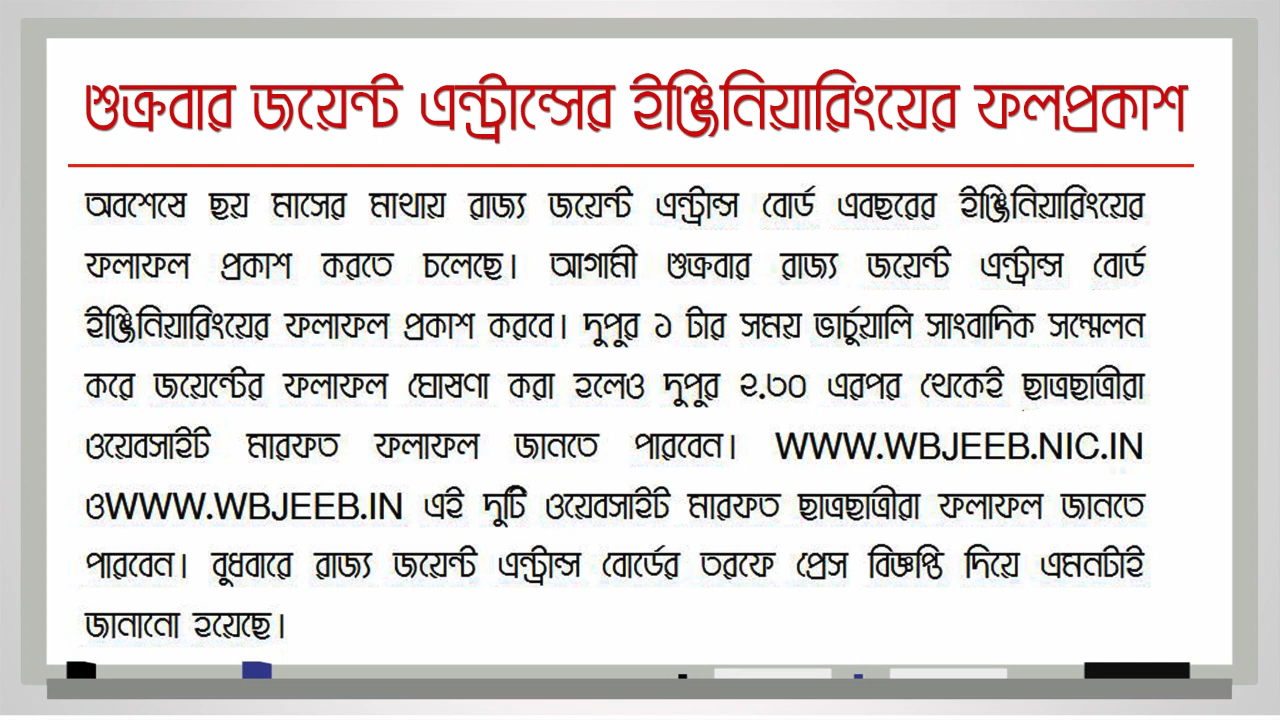 শুক্রবার জয়েন্ট এন্ট্রান্সের ইঞ্জিনিয়ারিংয়ের ফলপ্রকাশ
অবশেষে ছয় মাসের মাথায় রাজ্য জয়েন্ট এন্ট্রান্স বোর্ড এবছরের ইঞ্জিনিয়ারিংয়ের
ফলাফল প্রকাশ করতে চলেছে। আগামী শুক্রবার রাজ্য জয়েন্ট এন্ট্রান্স বোর্ড
ইঞ্জিনিয়ারিংয়ের ফলাফল প্রকাশ করবে। দুপুর ১ টার সময় ভার্চুয়ালি সাংবাদিক সম্মেলন
করে জয়েন্টের ফলাফল ঘোষণা করা হলেও দুপুর ২.৩০ এরপর থেকেই ছাত্রছাত্রীরা
ওয়েবসাইট মারফত ফলাফল জানতে পারবেন। WWW.WBJEEB.NIC.IN
ওWWW.WBJEEB.IN এই দুটি ওয়েবসাইট মারফত ছাত্রছাত্রীরা ফলাফল জানতে
পারবেন। বুধবারে রাজ্য জয়েন্ট এন্ট্রান্স বোর্ডের তরফে প্রেস বিজ্ঞপ্তি দিয়ে এমনটাই
জানানো হয়েছে।